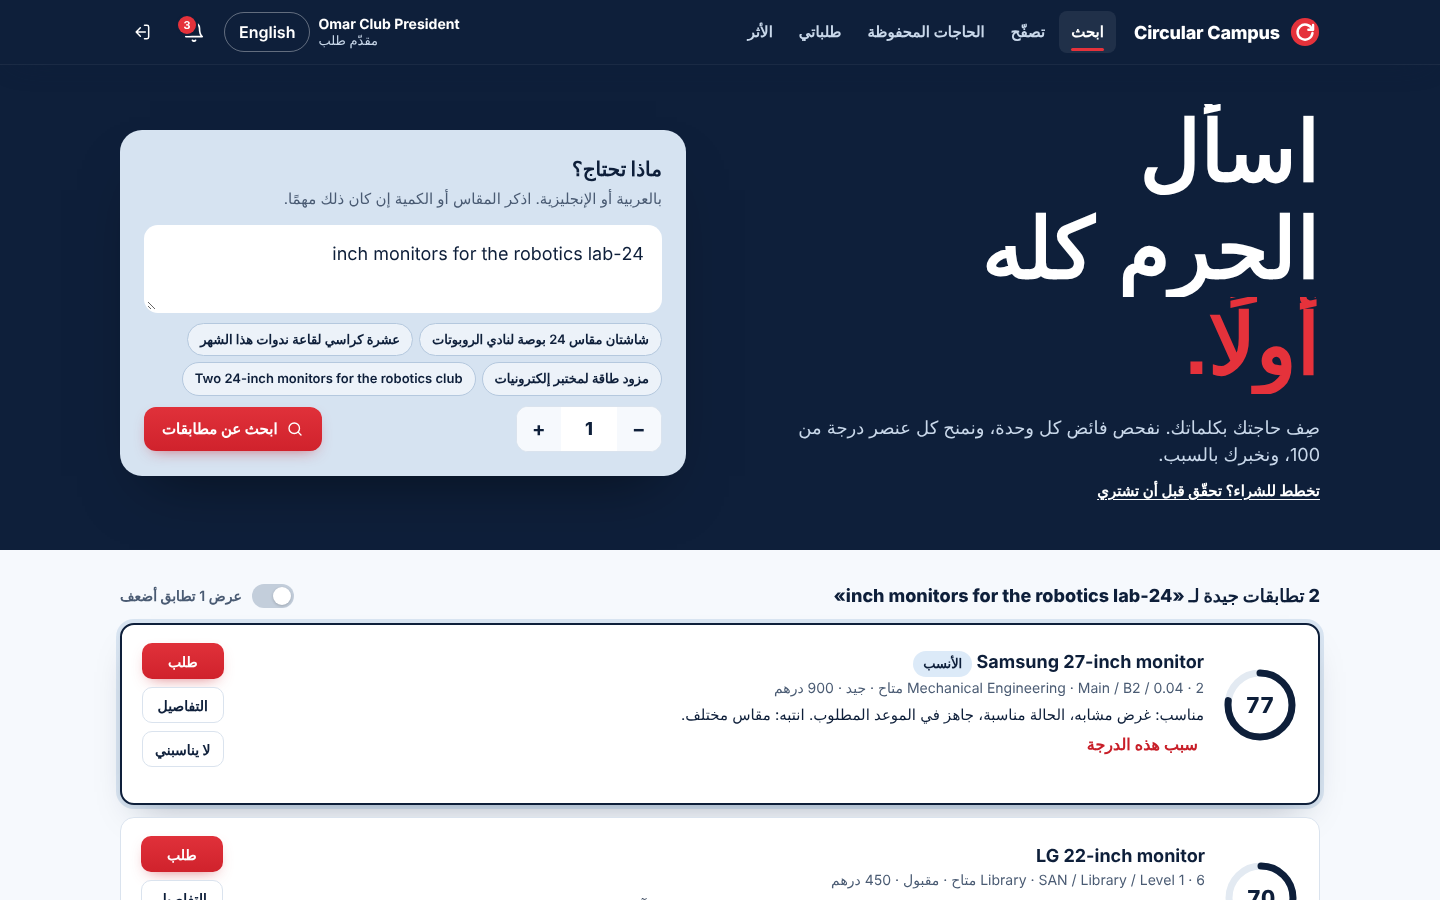 Circular Campus
ابحث
تصفّح
الحاجات المحفوظة
طلباتي
الأثر
Omar Club President
مقدّم طلب
English
3
اسأل
الحرم كله
أولًا.
صِف حاجتك بكلماتك. نفحص فائض كل وحدة، ونمنح كل عنصر درجة من
100، ونخبرك بالسبب.
تخطط للشراء؟ تحقّق قبل أن تشتري
ماذا تحتاج؟
بالعربية أو الإنجليزية. اذكر المقاس أو الكمية إن كان ذلك مهمًا.
24-inch monitors for the robotics lab
شاشتان مقاس 24 بوصة لنادي الروبوتات
عشرة كراسي لقاعة ندوات هذا الشهر
مزود طاقة لمختبر إلكترونيات
Two 24-inch monitors for the robotics club
− 1 +
ابحث عن مطابقات
2 تطابقات جيدة لـ «24-inch monitors for the robotics lab»
عرض 1 تطابق أضعف
77
Samsung 27-inch monitor الأنسب
Mechanical Engineering · Main / B2 / 0.04 · 2 متاح · جيد · 900 درهم
مناسب: غرض مشابه، الحالة مناسبة، جاهز في الموعد المطلوب. انتبه: مقاس مختلف.
سبب هذه الدرجة
طلب
التفاصيل
لا يناسبني
70
LG 22-inch monitor
Library · SAN / Library / Level 1 · 6 متاح · مقبول · 450 درهم
طلب
التفاصيل